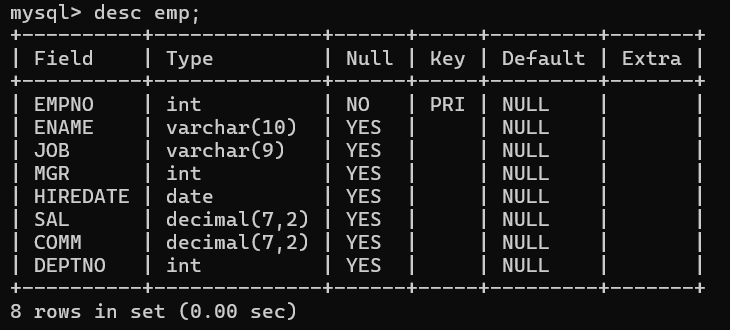 mysql> desc emp;
+----------+--------------+------+-----+---------+-------+
| Field    | Type         | Null | Key | Default | Extra |
+----------+--------------+------+-----+---------+-------+
| EMPNO    | int          | NO   | PRI | NULL    |       |
| ENAME    | varchar(10)  | YES  |     | NULL    |       |
| JOB      | varchar(9)   | YES  |     | NULL    |       |
| MGR      | int          | YES  |     | NULL    |       |
| HIREDATE | date         | YES  |     | NULL    |       |
| SAL      | decimal(7,2) | YES  |     | NULL    |       |
| COMM     | decimal(7,2) | YES  |     | NULL    |       |
| DEPTNO   | int          | YES  |     | NULL    |       |
+----------+--------------+------+-----+---------+-------+
8 rows in set (0.00 sec)